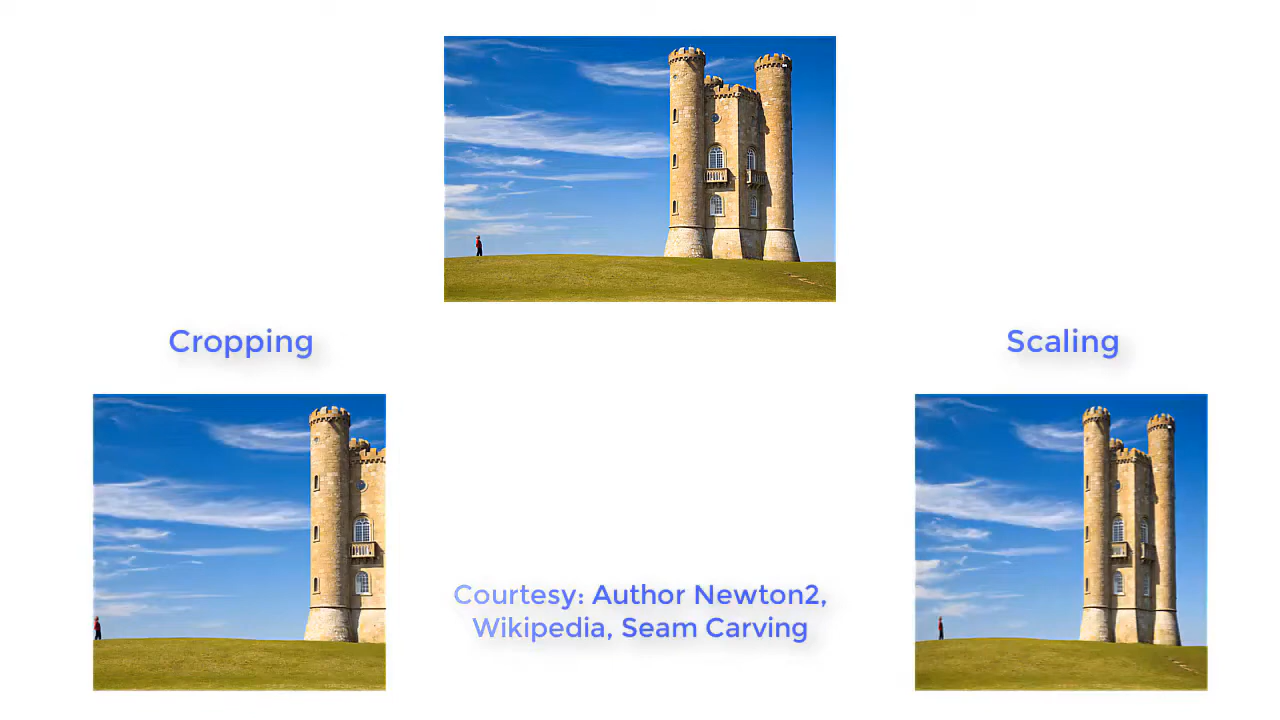 Cropping
Scaling
Courtesy: Author Newton2,
Wikipedia, Seam Carving